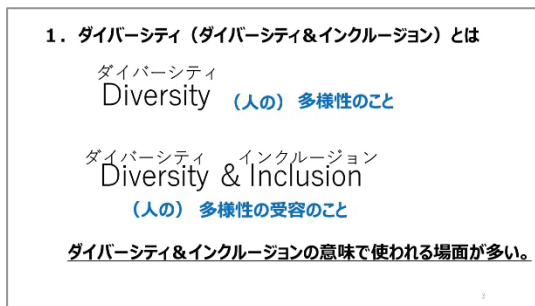 １．ダイバーシティ（ダイバーシティ&インクルージョン）とは
ダイバーシティ
Diversity （人の） 多様性のこと
ダイバーシティ インクルージョン
Diversity & Inclusion
（人の） 多様性の受容のこと
ダイバーシティ&インクルージョンの意味で使われる場面が多い。
3